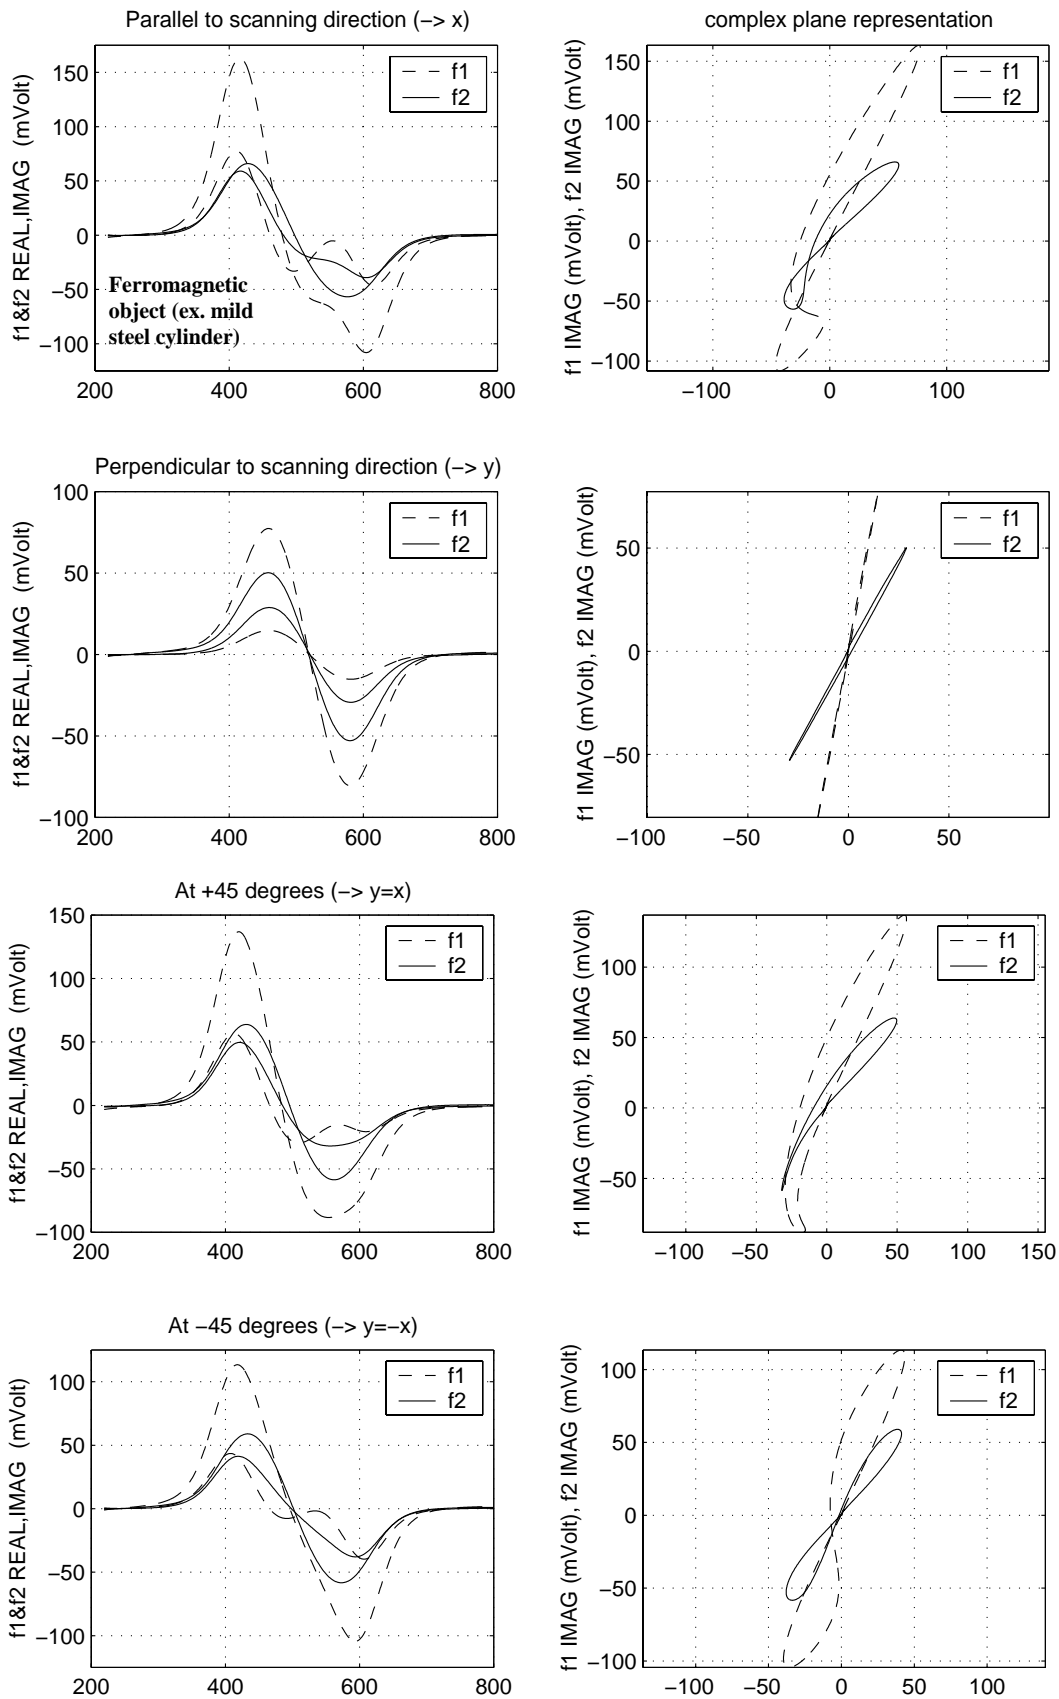 Parallel to scanning direction (−> x)
f1&f2 REAL,IMAG (mVolt)
150
100
50
0
−50
−100
200
400
600
800
f1
f2
Ferromagnetic
object (ex. mild
steel cylinder)
complex plane representation
f1 IMAG (mVolt), f2 IMAG (mVolt)
150
100
50
0
−50
−100
−100
0
100
f1
f2
Perpendicular to scanning direction (−> y)
f1&f2 REAL,IMAG (mVolt)
100
50
0
−50
−100
200
400
600
800
f1
f2
f1 IMAG (mVolt), f2 IMAG (mVolt)
50
0
−50
−100
−50
0
50
f1
f2
At +45 degrees (−> y=x)
f1&f2 REAL,IMAG (mVolt)
150
100
50
0
−50
−100
200
400
600
800
f1
f2
f1 IMAG (mVolt), f2 IMAG (mVolt)
100
50
0
−50
−100
−50
0
50
100
150
f1
f2
At −45 degrees (−> y=−x)
f1&f2 REAL,IMAG (mVolt)
100
50
0
−50
−100
200
400
600
800
f1
f2
f1 IMAG (mVolt), f2 IMAG (mVolt)
100
50
0
−50
−100
−100
−50
0
50
100
f1
f2